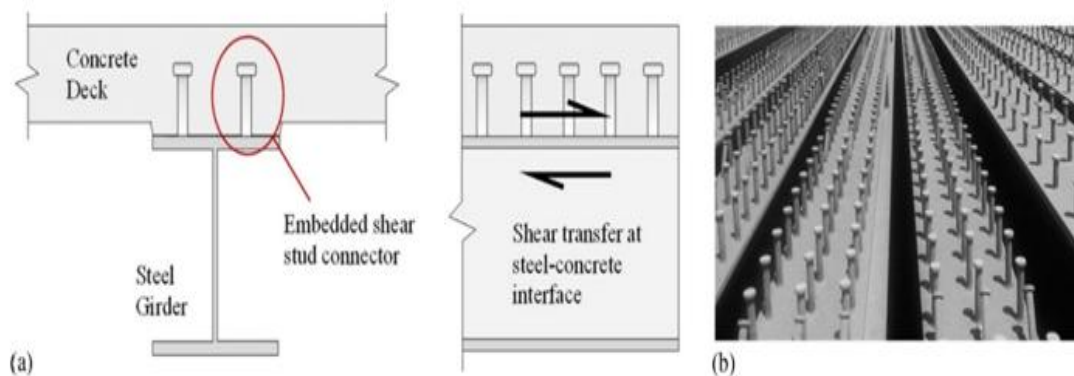 Concrete
Deck
Embedded shear
stud connector
Steel
Girder
(a)
Shear transfer at
steel-concrete
interface
(b)